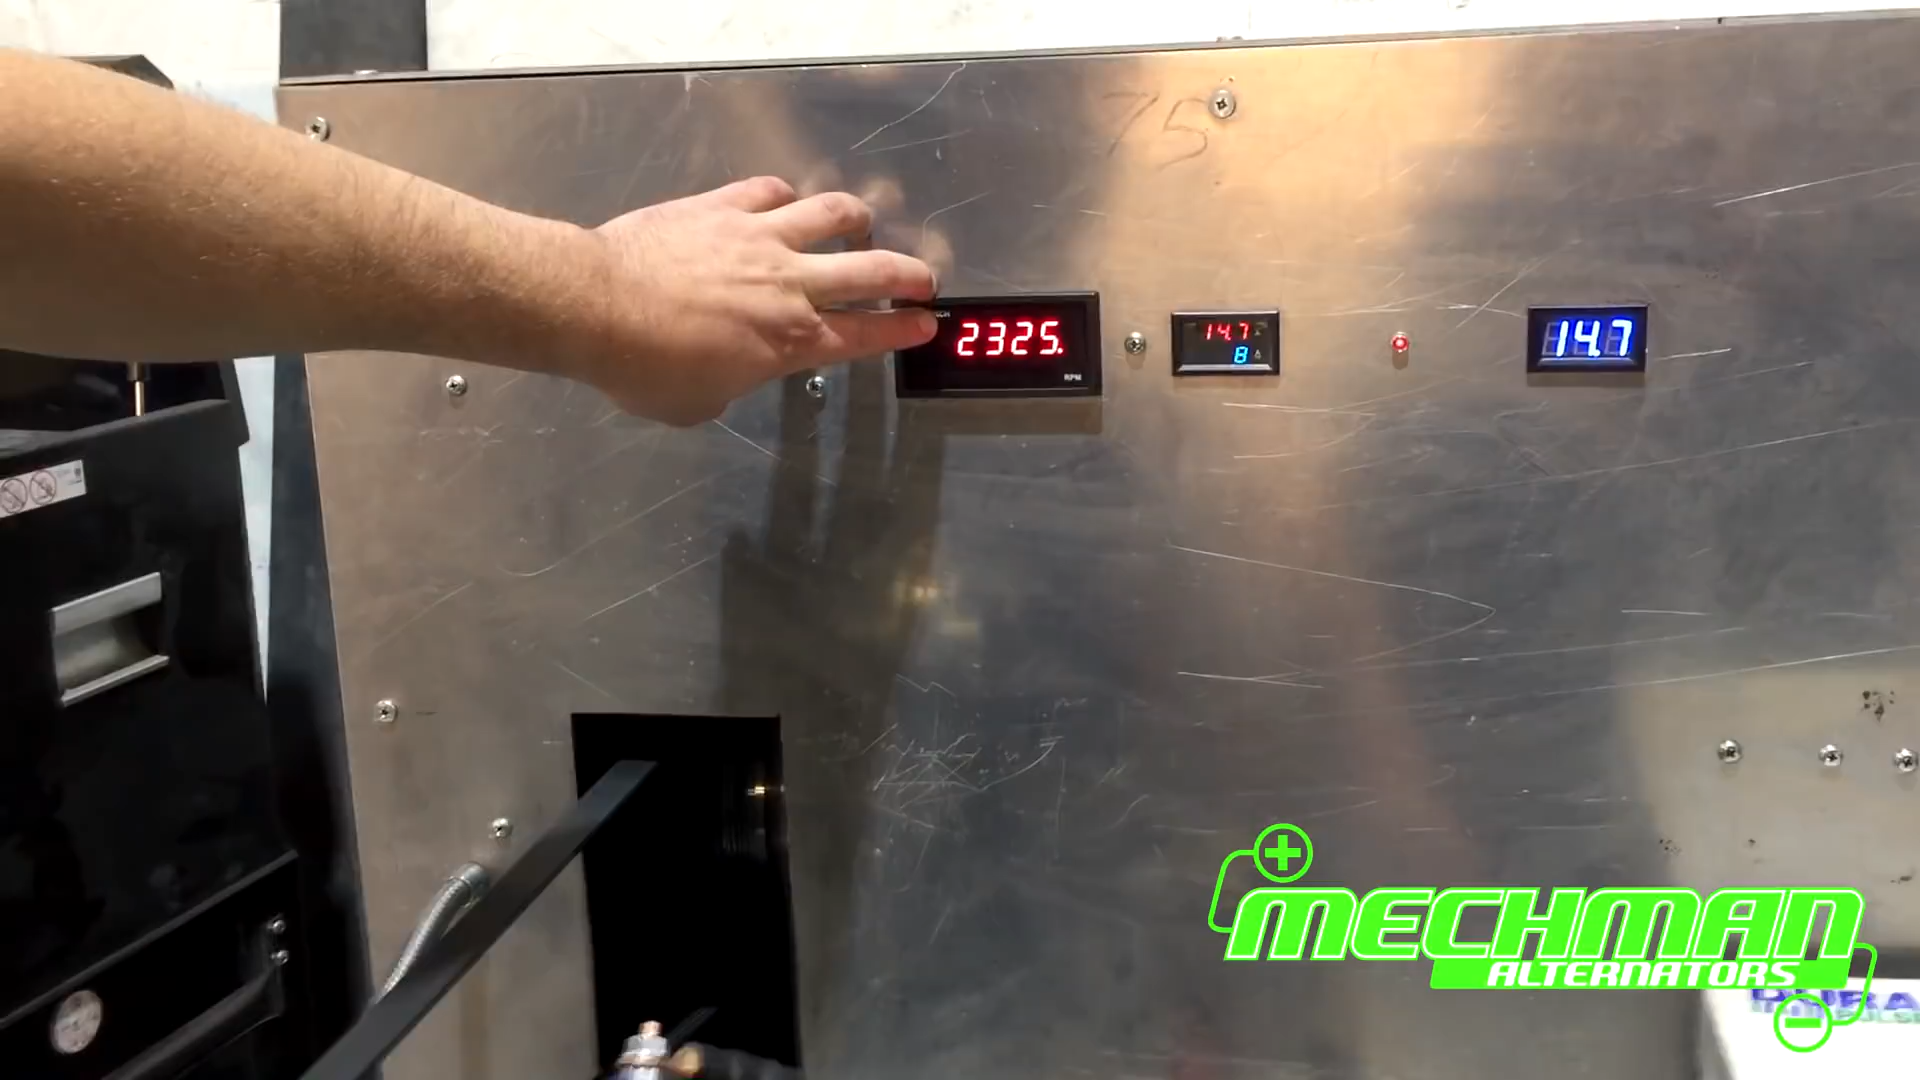 75
2325.
RPM
14.7
8 A
14.7
MECHMAN
ALTERNATORS